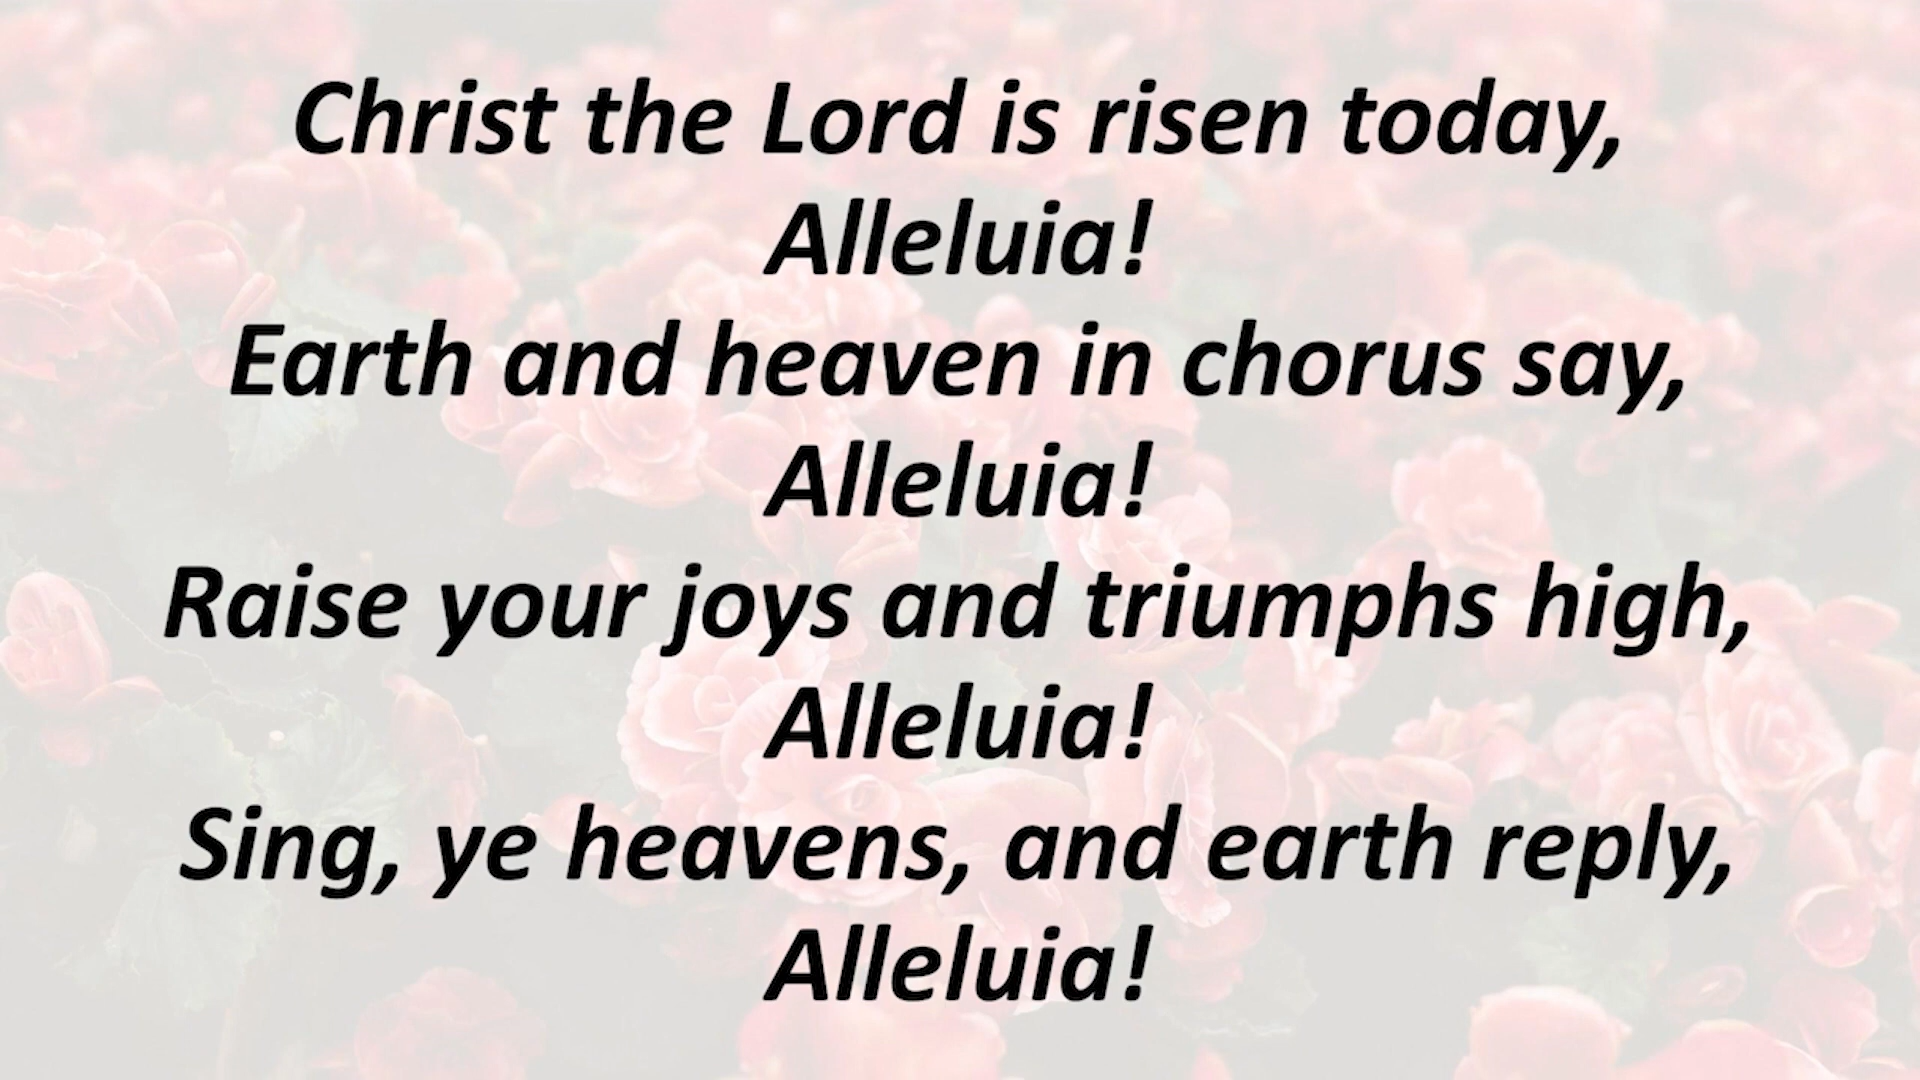 Christ the Lord is risen today,
Alleluia!
Earth and heaven in chorus say,
Alleluia!
Raise your joys and triumphs high,
Alleluia!
Sing, ye heavens, and earth reply,
Alleluia!